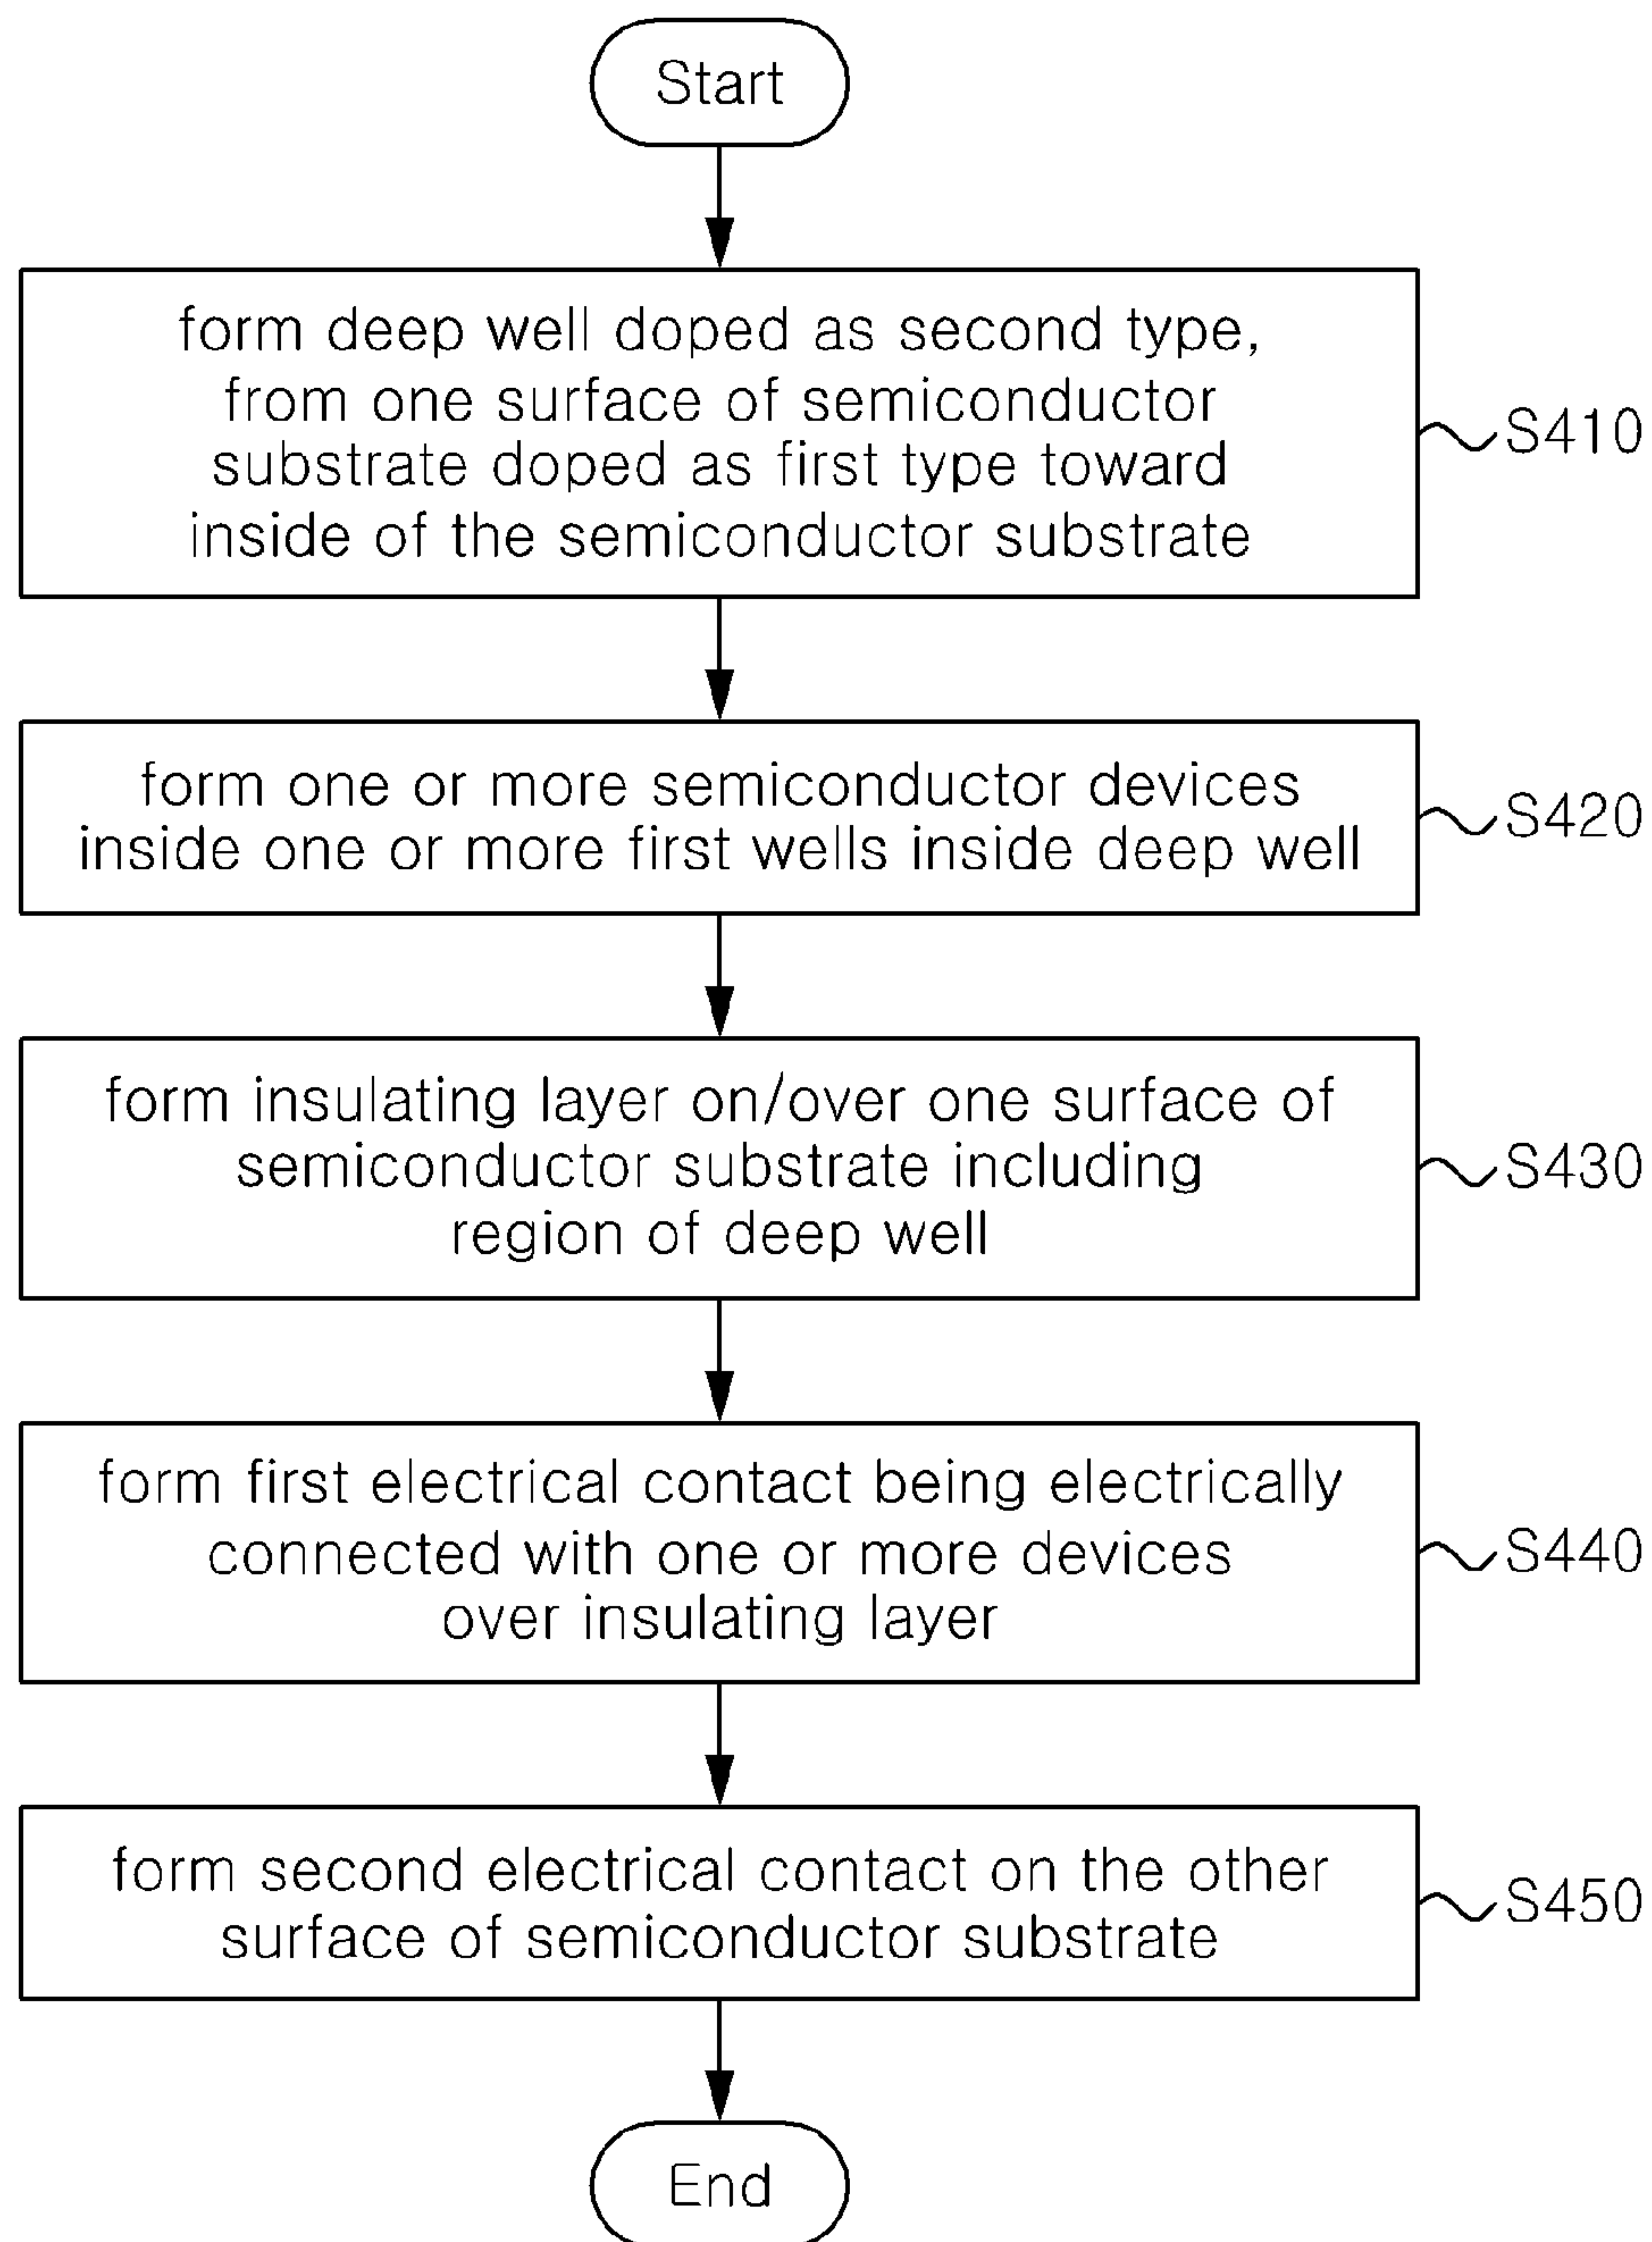 Start
form deep well doped as second type,
from one surface of semiconductor
substrate doped as first type toward
inside of the semiconductor substrate
S410
form one or more semiconductor devices
inside one or more first wells inside deep well
S420
form insulating layer on/over one surface of
semiconductor substrate including
region of deep well
S430
form first electrical contact being electrically
connected with one or more devices
over insulating layer
S440
form second electrical contact on the other
surface of semiconductor substrate
S450
End